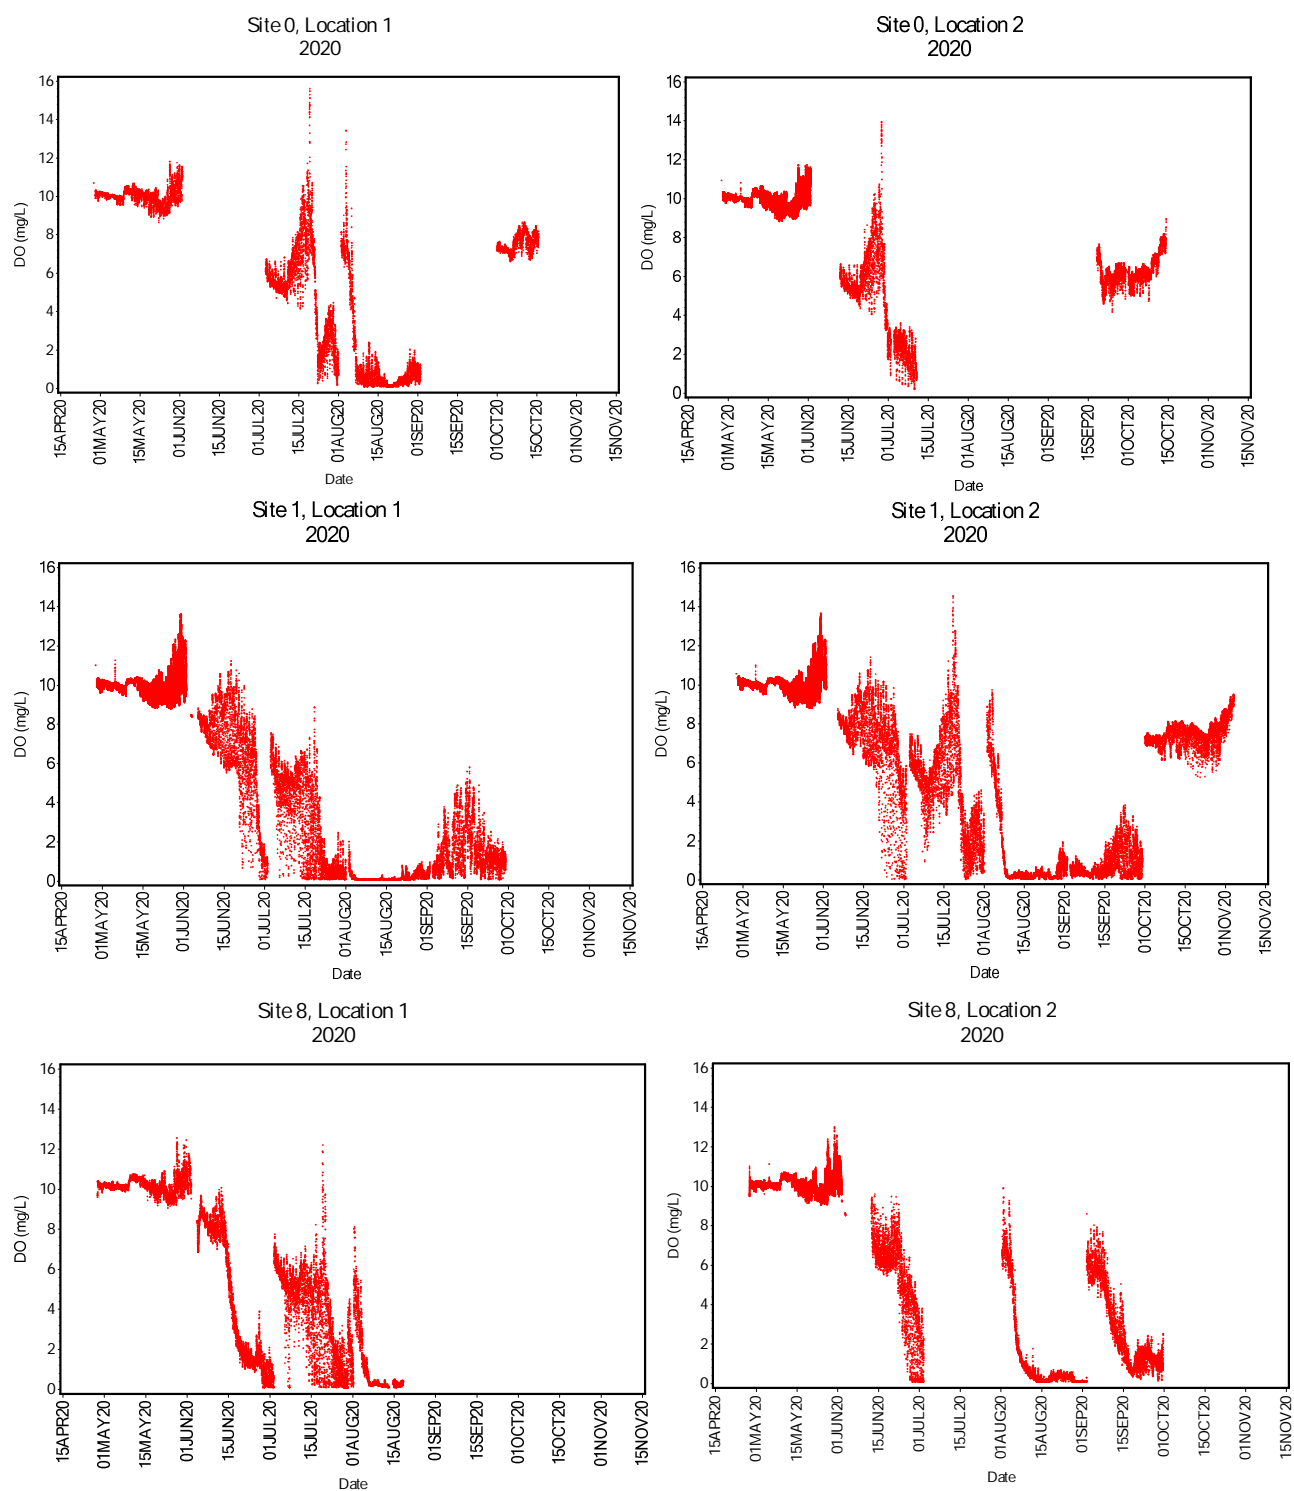 Site 0, Location 1
2020
16
14
12
10
8
6
4
2
0
DO (mg/L)
15APR20
01MAY20
15MAY20
01JUN20
15JUN20
01JUL20
15JUL20
01AUG20
15AUG20
01SEP20
15SEP20
01OCT20
15OCT20
01NOV20
15NOV20
Date
Site 0, Location 2
2020
16
14
12
10
8
6
4
2
0
DO (mg/L)
15APR20
01MAY20
15MAY20
01JUN20
15JUN20
01JUL20
15JUL20
01AUG20
15AUG20
01SEP20
15SEP20
01OCT20
15OCT20
01NOV20
15NOV20
Date
Site 1, Location 1
2020
16
14
12
10
8
6
4
2
0
DO (mg/L)
15APR20
01MAY20
15MAY20
01JUN20
15JUN20
01JUL20
15JUL20
01AUG20
15AUG20
01SEP20
15SEP20
01OCT20
15OCT20
01NOV20
15NOV20
Date
Site 1, Location 2
2020
16
14
12
10
8
6
4
2
0
DO (mg/L)
15APR20
01MAY20
15MAY20
01JUN20
15JUN20
01JUL20
15JUL20
01AUG20
15AUG20
01SEP20
15SEP20
01OCT20
15OCT20
01NOV20
15NOV20
Date
Site 8, Location 1
2020
16
14
12
10
8
6
4
2
0
DO (mg/L)
15APR20
01MAY20
15MAY20
01JUN20
15JUN20
01JUL20
15JUL20
01AUG20
15AUG20
01SEP20
15SEP20
01OCT20
15OCT20
01NOV20
15NOV20
Date
Site 8, Location 2
2020
16
14
12
10
8
6
4
2
0
DO (mg/L)
15APR20
01MAY20
15MAY20
01JUN20
15JUN20
01JUL20
15JUL20
01AUG20
15AUG20
01SEP20
15SEP20
01OCT20
15OCT20
01NOV20
15NOV20
Date